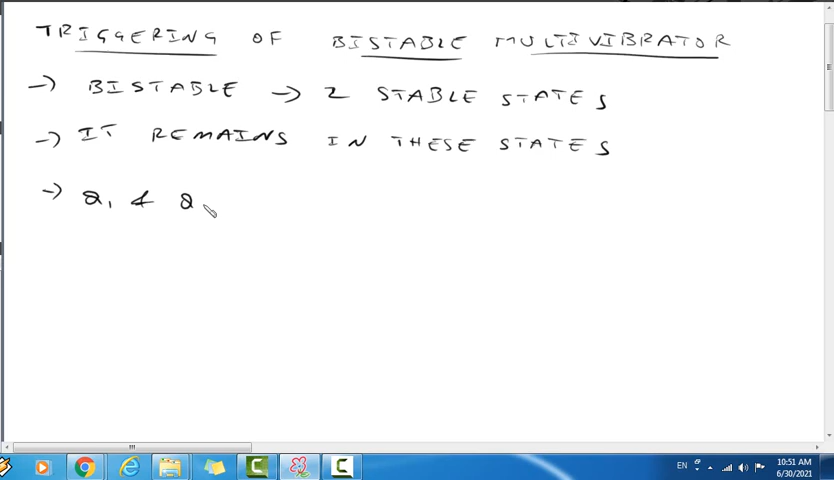 TRIGGERING OF BISTABLE MULTIVIBRATOR
→ BISTABLE → 2 STABLE STATES
→ IT REMAINS IN THESE STATES
→ Q1 & Q
EN
10:51 AM
6/30/2021